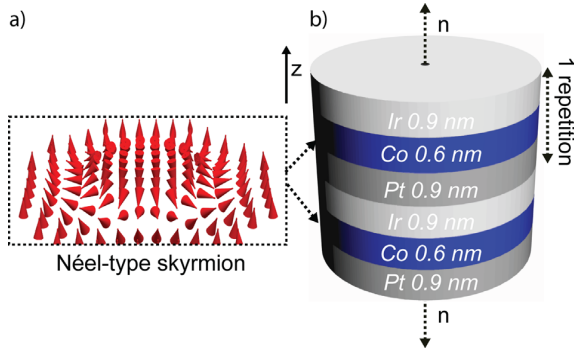 a)
b)
n
z
1 repetition
Ir 0.9 nm
Co 0.6 nm
Pt 0.9 nm
Ir 0.9 nm
Co 0.6 nm
Pt 0.9 nm
Néel-type skyrmion
n